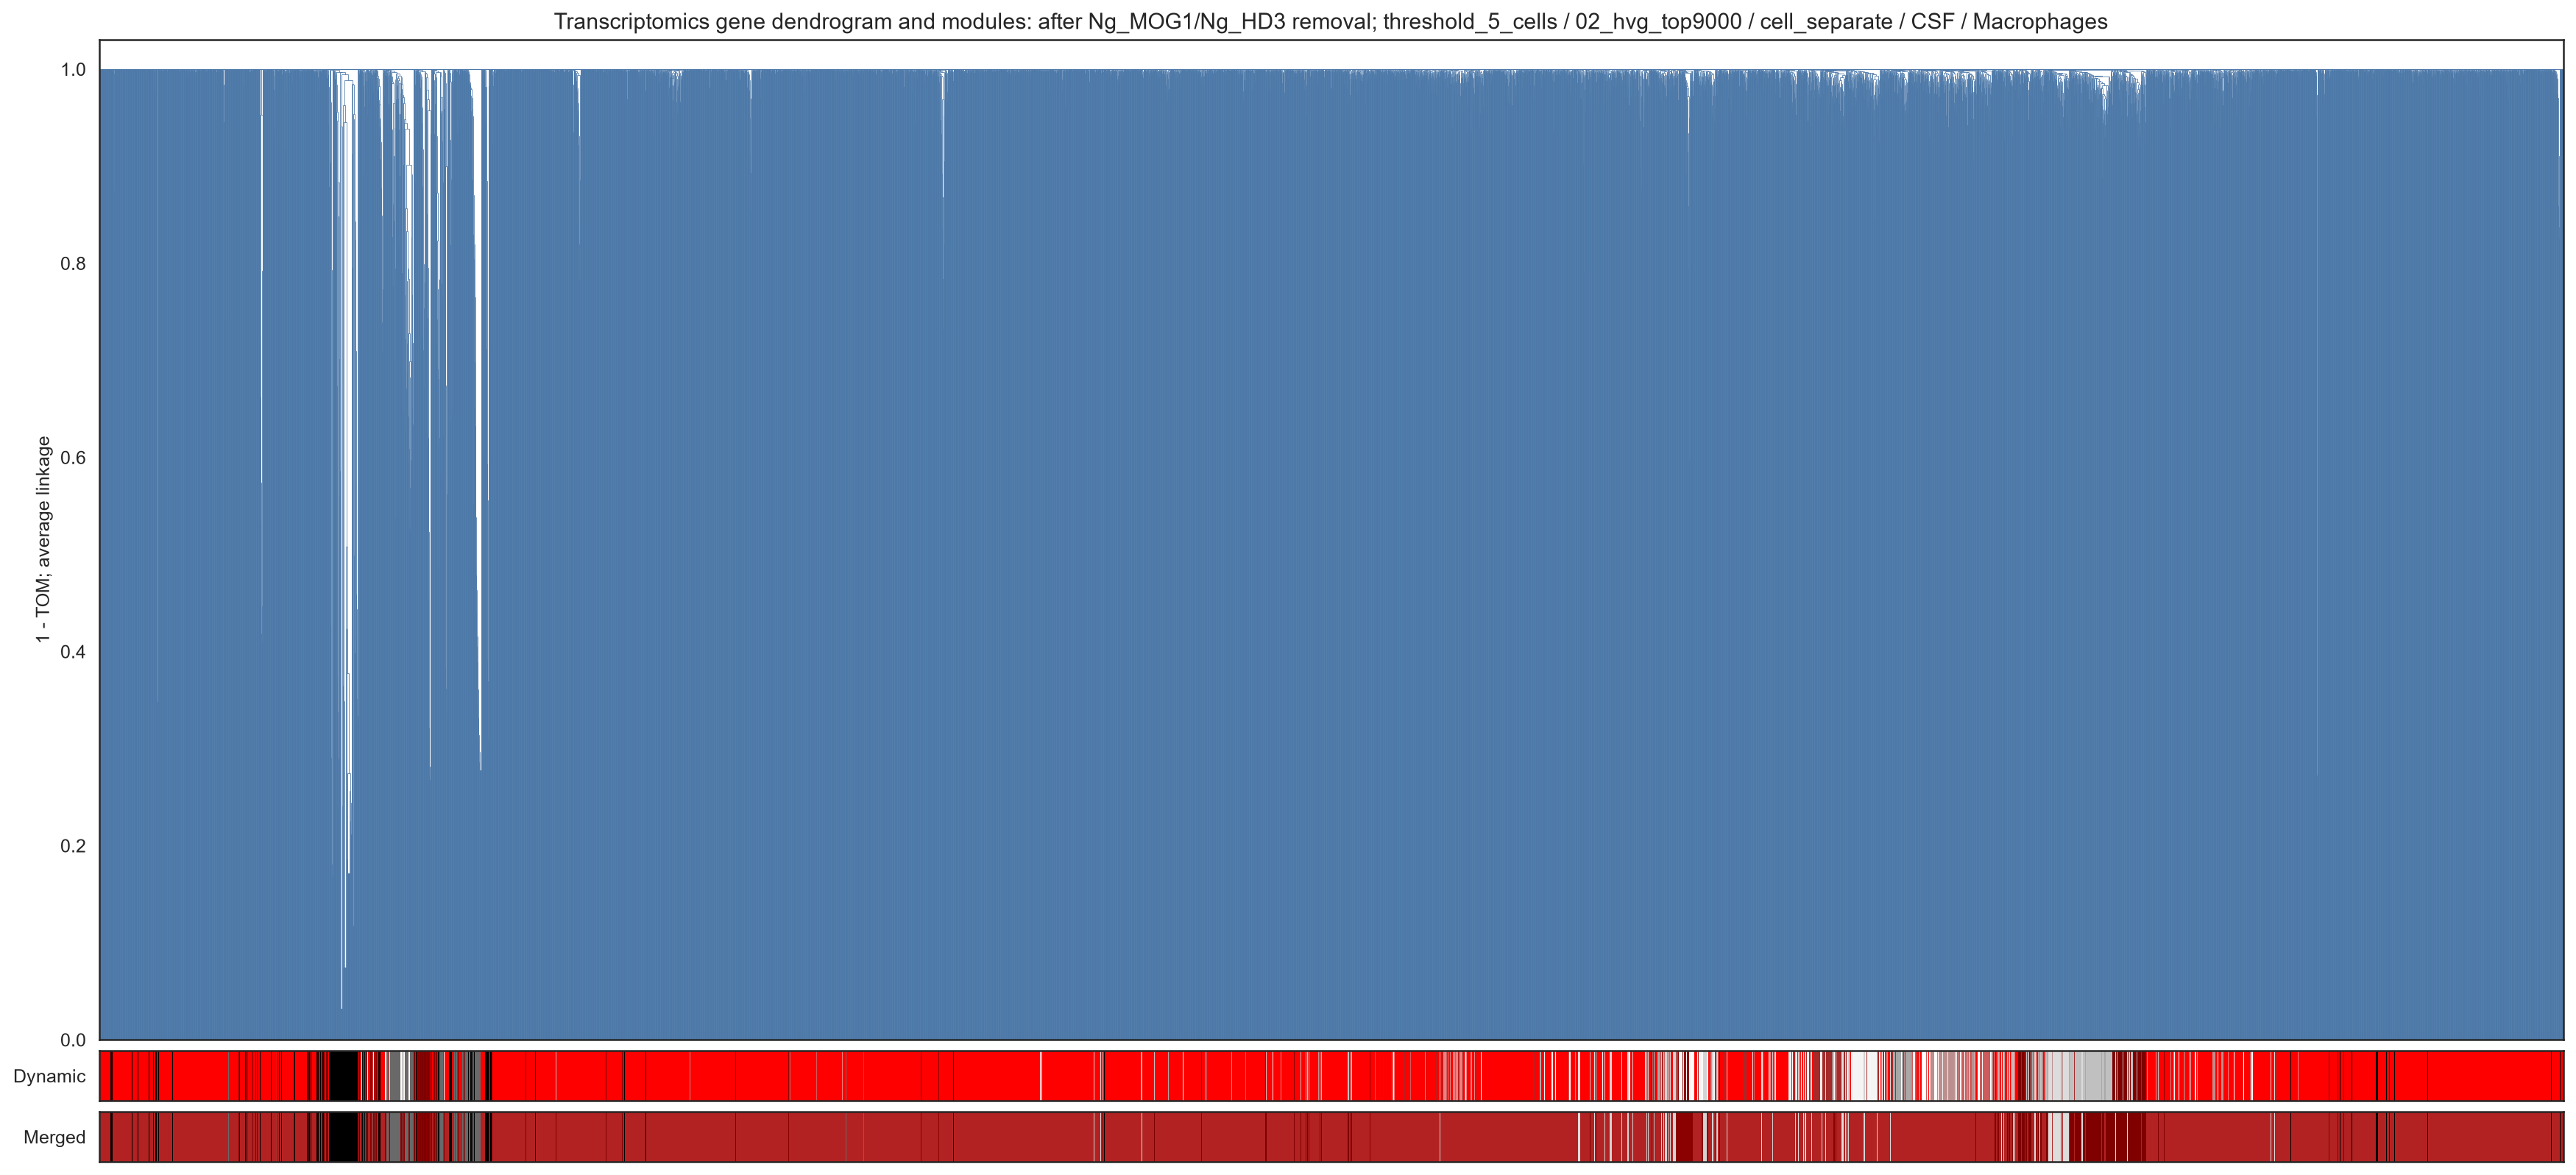 Transcriptomics gene dendrogram and modules: after Ng_MOG1/Ng_HD3 removal; threshold_5_cells / 02_hvg_top9000 / cell_separate / CSF / Macrophages
1.0
0.8
0.6
0.4
0.2
0.0
1 - TOM; average linkage
Dynamic
Merged